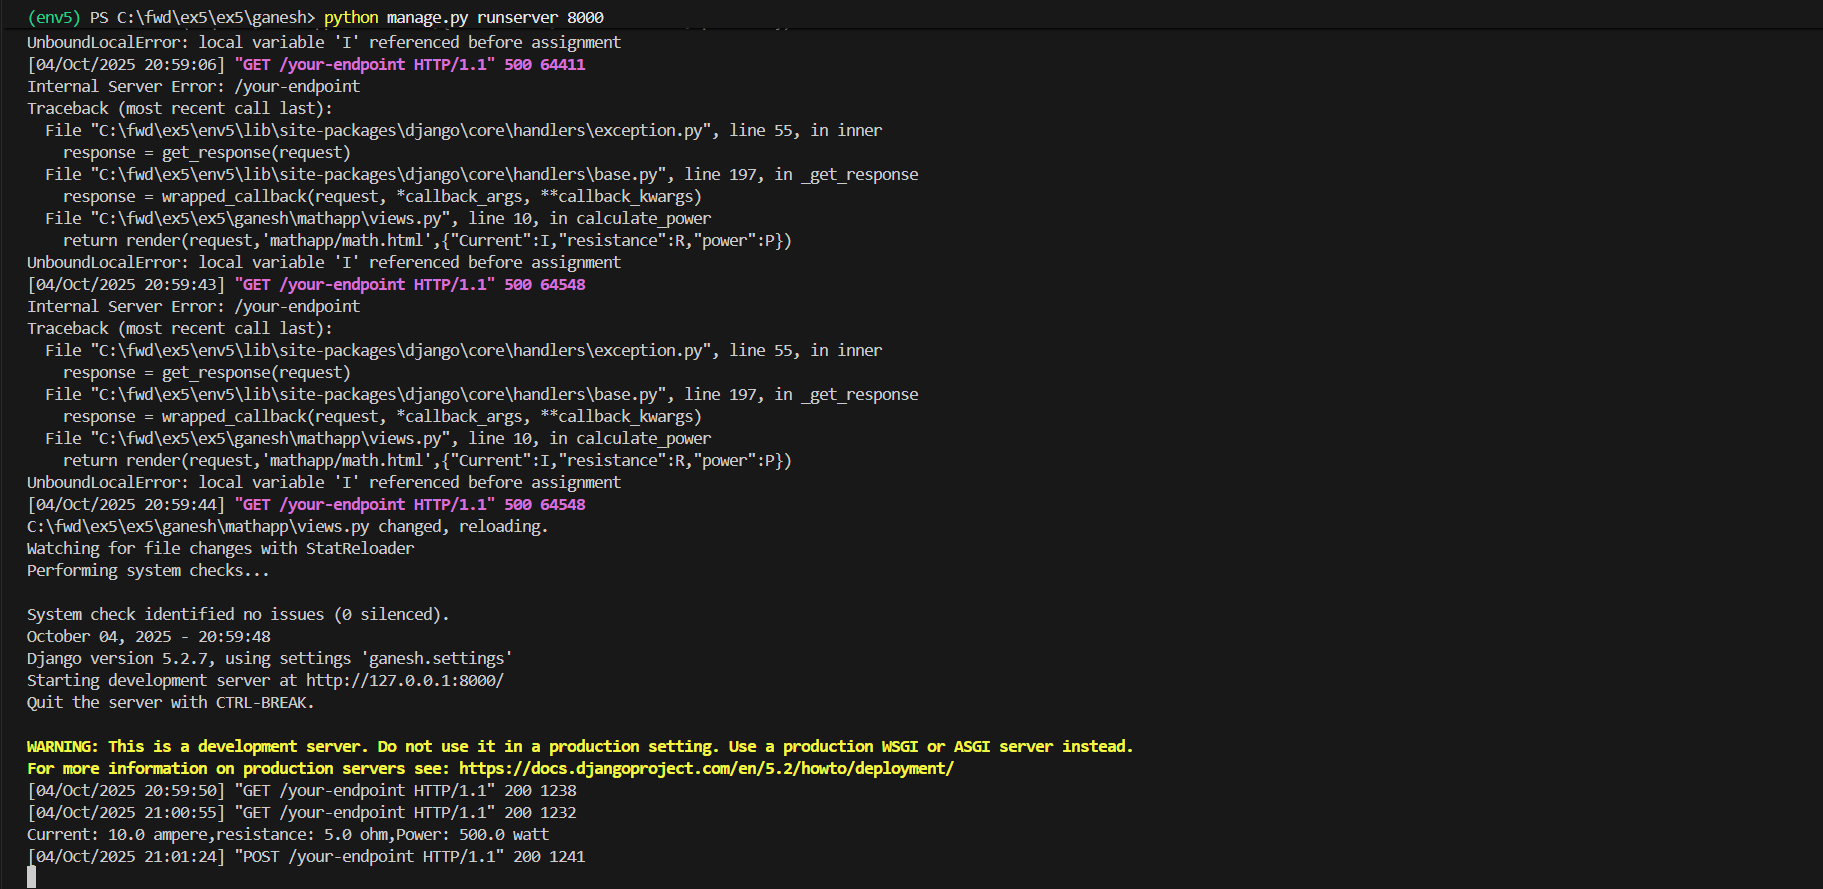 (env5) PS C:\fwd\ex5\ex5\ganesh> python manage.py runserver 8000
UnboundLocalError: local variable 'I' referenced before assignment
[04/Oct/2025 20:59:06] "GET /your-endpoint HTTP/1.1" 500 64411
Internal Server Error: /your-endpoint
Traceback (most recent call last):
  File "C:\fwd\ex5\env5\lib\site-packages\django\core\handlers\exception.py", line 55, in inner
    response = get_response(request)
  File "C:\fwd\ex5\env5\lib\site-packages\django\core\handlers\base.py", line 197, in _get_response
    response = wrapped_callback(request, *callback_args, **callback_kwargs)
  File "C:\fwd\ex5\ex5\ganesh\mathapp\views.py", line 10, in calculate_power
    return render(request,'mathapp/math.html',{"Current":I,"resistance":R,"power":P})
UnboundLocalError: local variable 'I' referenced before assignment
[04/Oct/2025 20:59:43] "GET /your-endpoint HTTP/1.1" 500 64548
Internal Server Error: /your-endpoint
Traceback (most recent call last):
  File "C:\fwd\ex5\env5\lib\site-packages\django\core\handlers\exception.py", line 55, in inner
    response = get_response(request)
  File "C:\fwd\ex5\env5\lib\site-packages\django\core\handlers\base.py", line 197, in _get_response
    response = wrapped_callback(request, *callback_args, **callback_kwargs)
  File "C:\fwd\ex5\ex5\ganesh\mathapp\views.py", line 10, in calculate_power
    return render(request,'mathapp/math.html',{"Current":I,"resistance":R,"power":P})
UnboundLocalError: local variable 'I' referenced before assignment
[04/Oct/2025 20:59:44] "GET /your-endpoint HTTP/1.1" 500 64548
C:\fwd\ex5\ex5\ganesh\mathapp\views.py changed, reloading.
Watching for file changes with StatReloader
Performing system checks...

System check identified no issues (0 silenced).
October 04, 2025 - 20:59:48
Django version 5.2.7, using settings 'ganesh.settings'
Starting development server at http://127.0.0.1:8000/
Quit the server with CTRL-BREAK.

WARNING: This is a development server. Do not use it in a production setting. Use a production WSGI or ASGI server instead.
For more information on production servers see: https://docs.djangoproject.com/en/5.2/howto/deployment/
[04/Oct/2025 20:59:50] "GET /your-endpoint HTTP/1.1" 200 1238
[04/Oct/2025 21:00:55] "GET /your-endpoint HTTP/1.1" 200 1232
Current: 10.0 ampere,resistance: 5.0 ohm,Power: 500.0 watt
[04/Oct/2025 21:01:24] "POST /your-endpoint HTTP/1.1" 200 1241